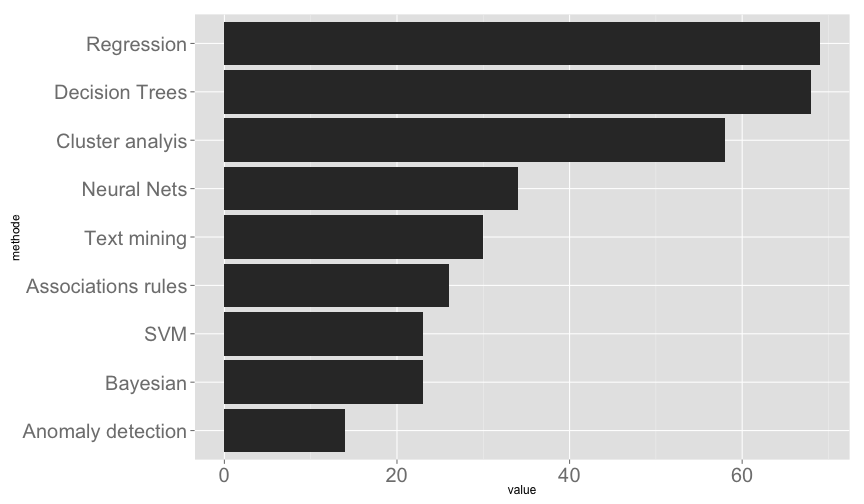 Regression
Decision Trees
Cluster analyis
Neural Nets
Text mining
Associations rules
SVM
Bayesian
Anomaly detection
methode
0 20 40 60
value